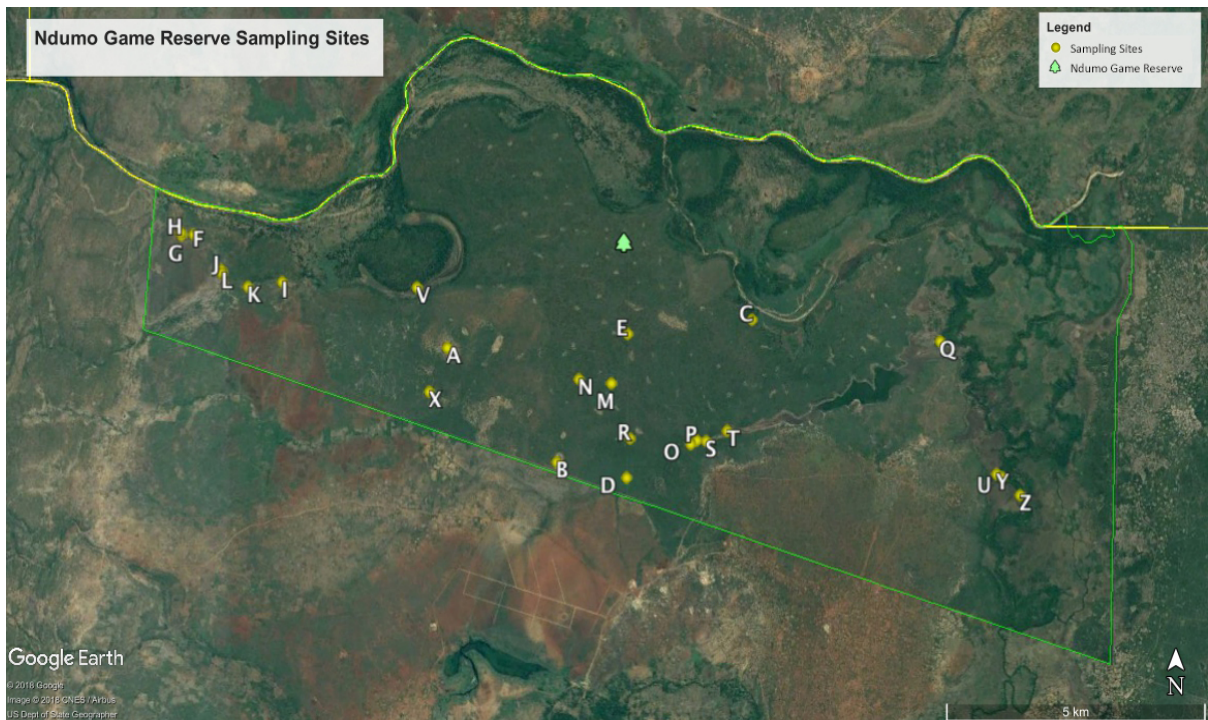 Ndumo Game Reserve Sampling Sites
Legend
Sampling Sites
Ndumo Game Reserve
H
F
G
J
L
K
I
V
A
X
E
C
N
M
R
B
D
P
O
S
T
Q
U
Y
Z
Google Earth
© 2018 Google
Image © 2018 CNES / Airbus
US Dept of State Geographer
N
5 km